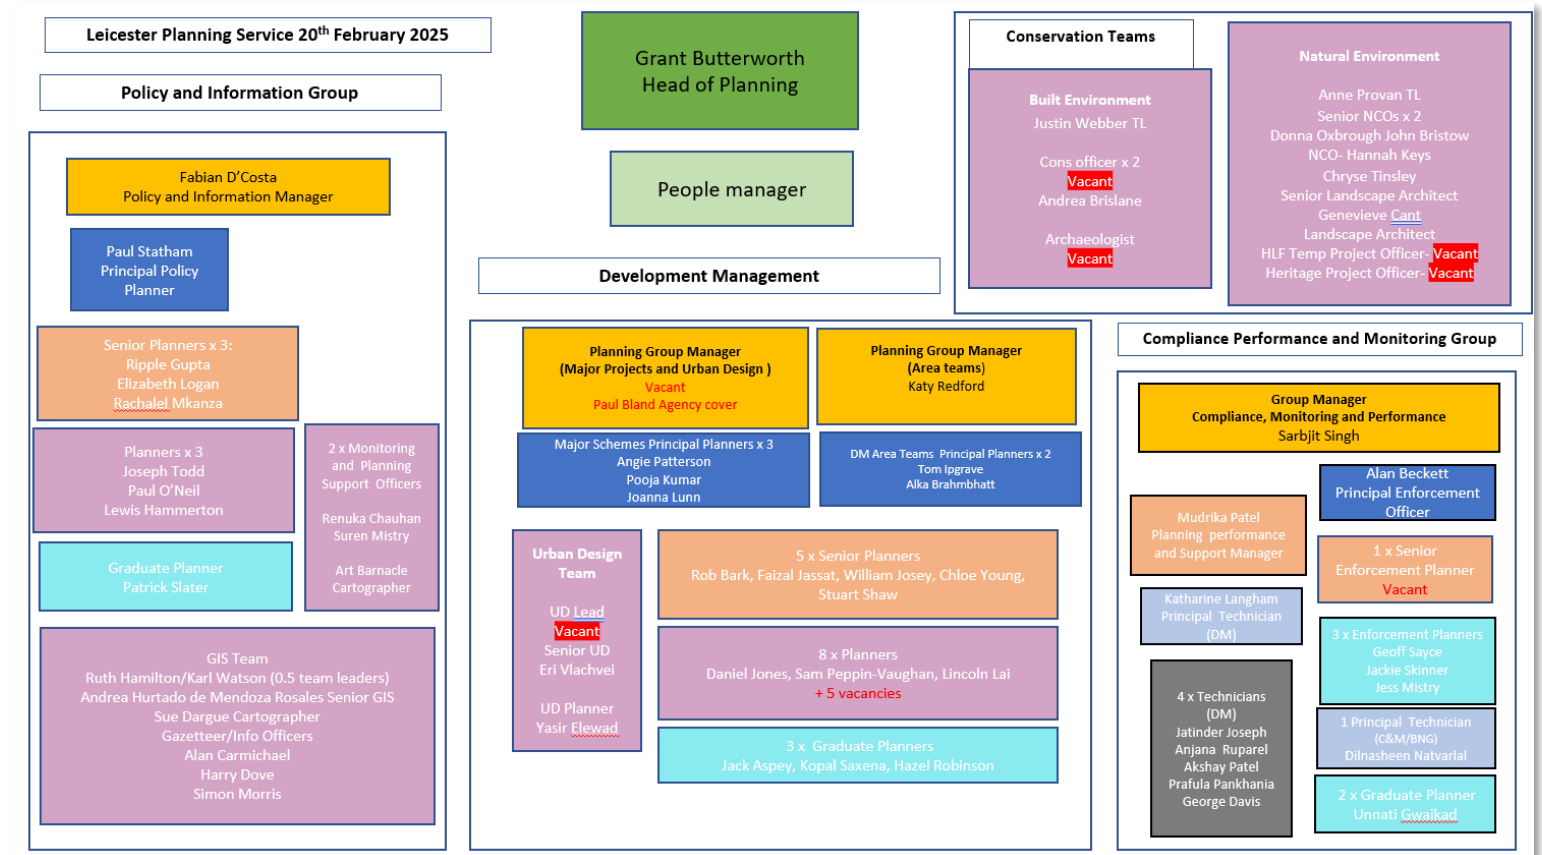 Leicester Planning Service 20th February 2025
Policy and Information Group
Fabian D’Costa
Policy and Information Manager
Paul Statham
Principal Policy
Planner
Senior Planners x 3:
Ripple Gupta
Elizabeth Logan
Rachalel Mkanza
Planners x 3
Joseph Todd
Paul O’Neil
Lewis Hammerton
2 x Monitoring
and Planning
Support Officers
Renuka Chauhan
Suren Mistry
Art Barnacle
Cartographer
Graduate Planner
Patrick Slater
GIS Team
Ruth Hamilton/Karl Watson (0.5 team leaders)
Andrea Hurtado de Mendoza Rosales Senior GIS
Sue Dargue Cartographer
Gazetteer/Info Officers
Alan Carmichael
Harry Dove
Simon Morris
Grant Butterworth
Head of Planning
People manager
Development Management
Planning Group Manager
(Major Projects and Urban Design )
Vacant
Paul Bland Agency cover
Planning Group Manager
(Area teams)
Katy Redford
Major Schemes Principal Planners x 3
Angie Patterson
Pooja Kumar
Joanna Lunn
DM Area Teams Principal Planners x 2
Tom Ipgrave
Alka Brahmbhatt
Urban Design
Team
UD Lead
Vacant
Senior UD
Eri Vlachvei
UD Planner
Yasir Elewad
5 x Senior Planners
Rob Bark, Faizal Jassat, William Josey, Chloe Young,
Stuart Shaw
8 x Planners
Daniel Jones, Sam Peppin-Vaughan, Lincoln Lai
+ 5 vacancies
3 x Graduate Planners
Jack Aspey, Kopal Saxena, Hazel Robinson
Conservation Teams
Built Environment
Justin Webber TL
Cons officer x 2
Vacant
Andrea Brislane
Archaeologist
Vacant
Natural Environment
Anne Provan TL
Senior NCOs x 2
Donna Oxbrough John Bristow
NCO- Hannah Keys
Chryse Tinsley
Senior Landscape Architect
Genevieve Cant
Landscape Architect
HLF Temp Project Officer- Vacant
Heritage Project Officer- Vacant
Compliance Performance and Monitoring Group
Group Manager
Compliance, Monitoring and Performance
Sarbjit Singh
Mudrika Patel
Planning performance
and Support Manager
Katharine Langham
Principal Technician
(DM)
4 x Technicians
(DM)
Jatinder Joseph
Anjana Ruparel
Akshay Patel
Prafula Pankhania
George Davis
Alan Beckett
Principal Enforcement
Officer
1 x Senior
Enforcement Planner
Vacant
3 x Enforcement Planners
Geoff Sayce
Jackie Skinner
Jess Mistry
1 Principal Technician
(C&M/BNG)
Dilnasheen Natvarlal
2 x Graduate Planner
Unnati Gwaikad